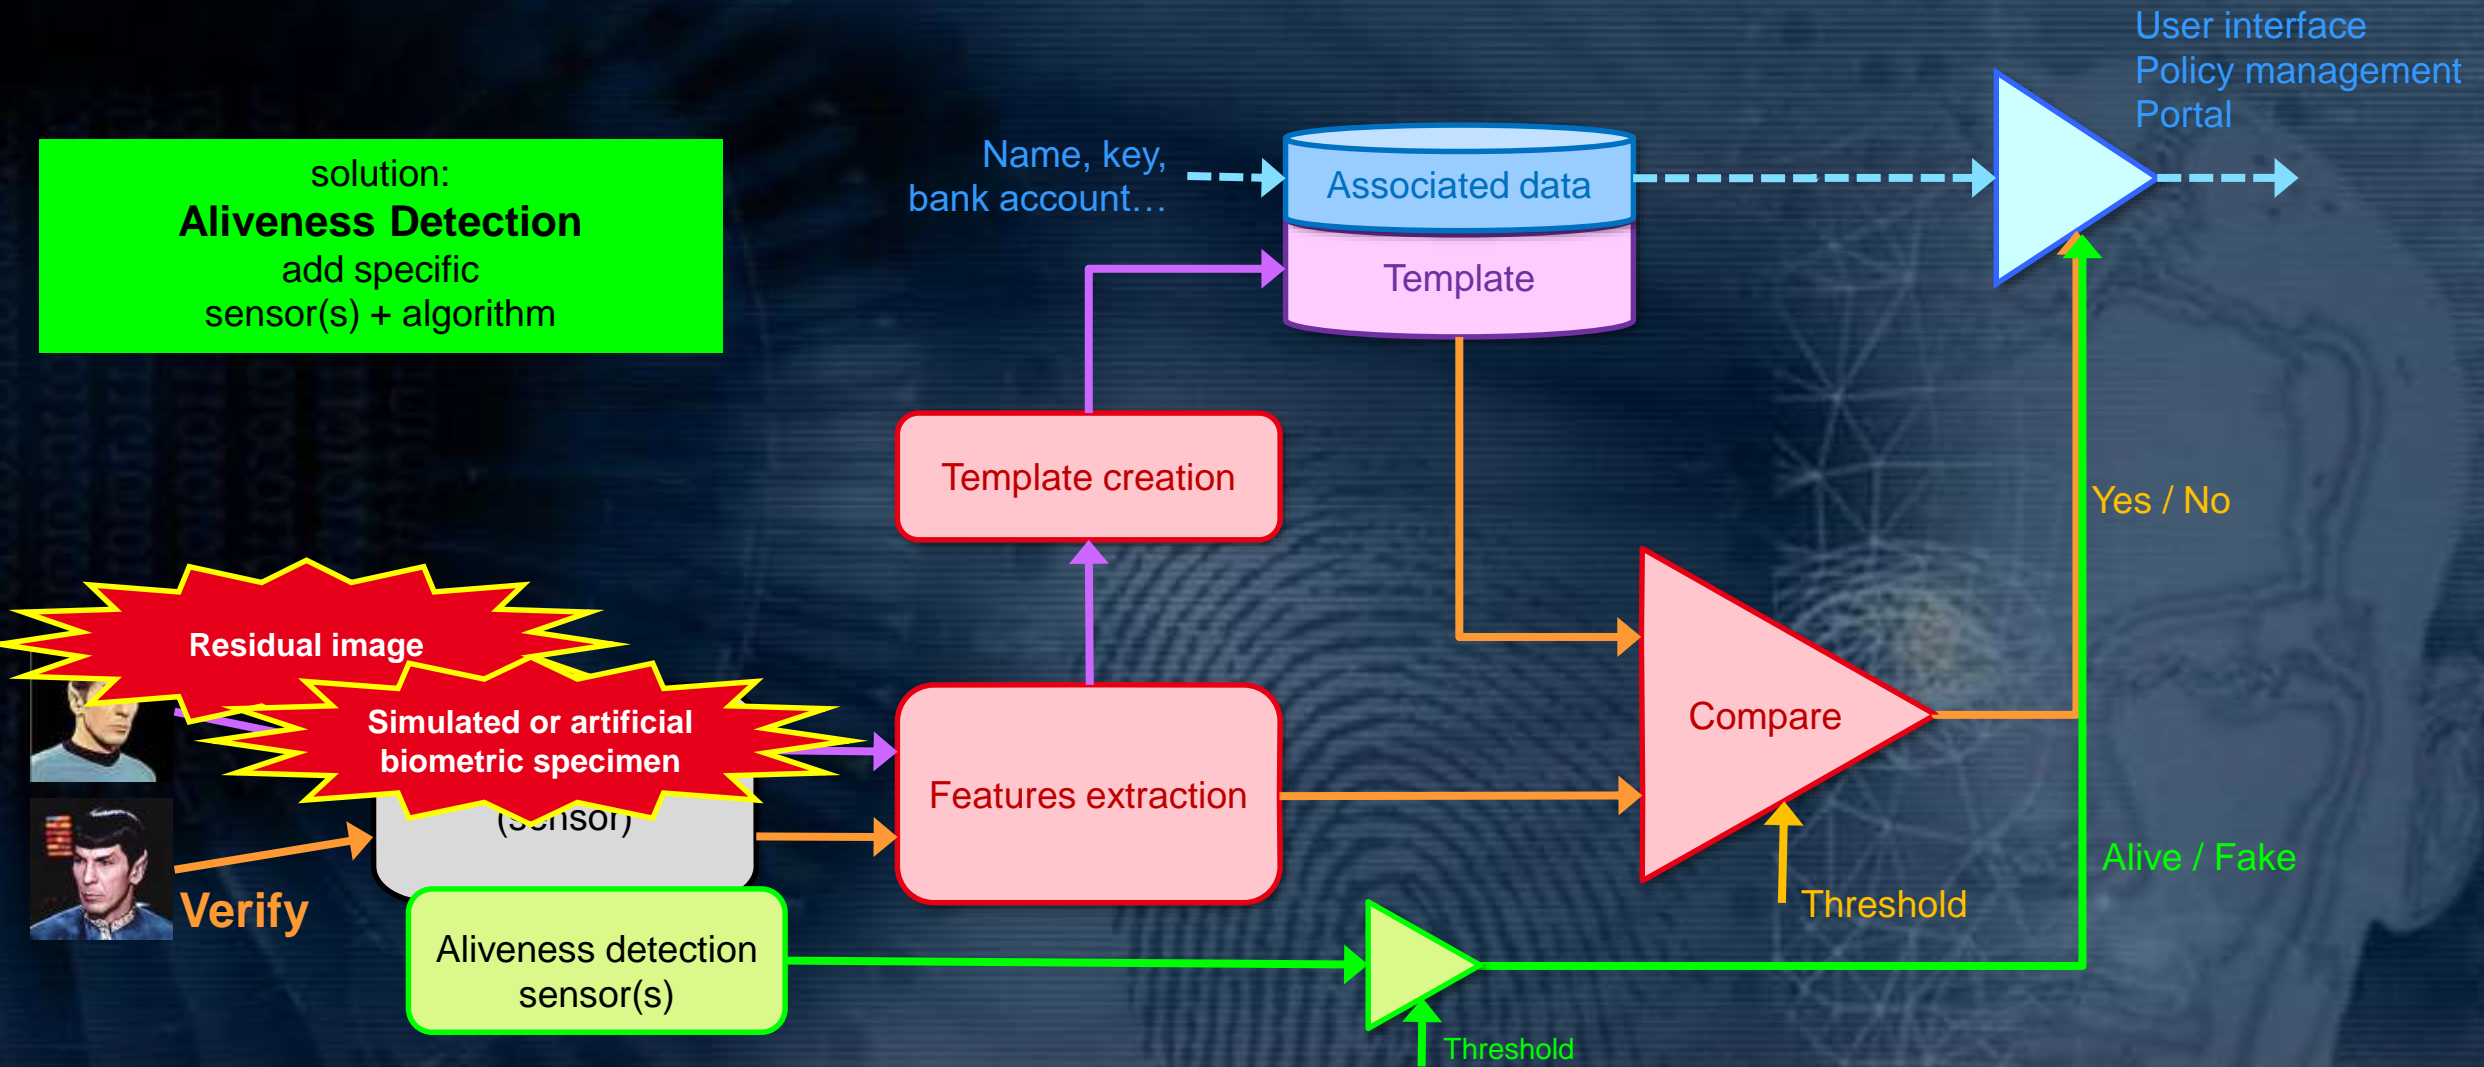 User interface
Policy management
Portal
solution:
Aliveness Detection
add specific
sensor(s) + algorithm
Name, key,
bank account…
Associated data
Template
Template creation
Yes / No
Residual image
Simulated or artificial
biometric specimen
(sensor)
Features extraction
Compare
Verify
Threshold
Alive / Fake
Aliveness detection
sensor(s)
Threshold